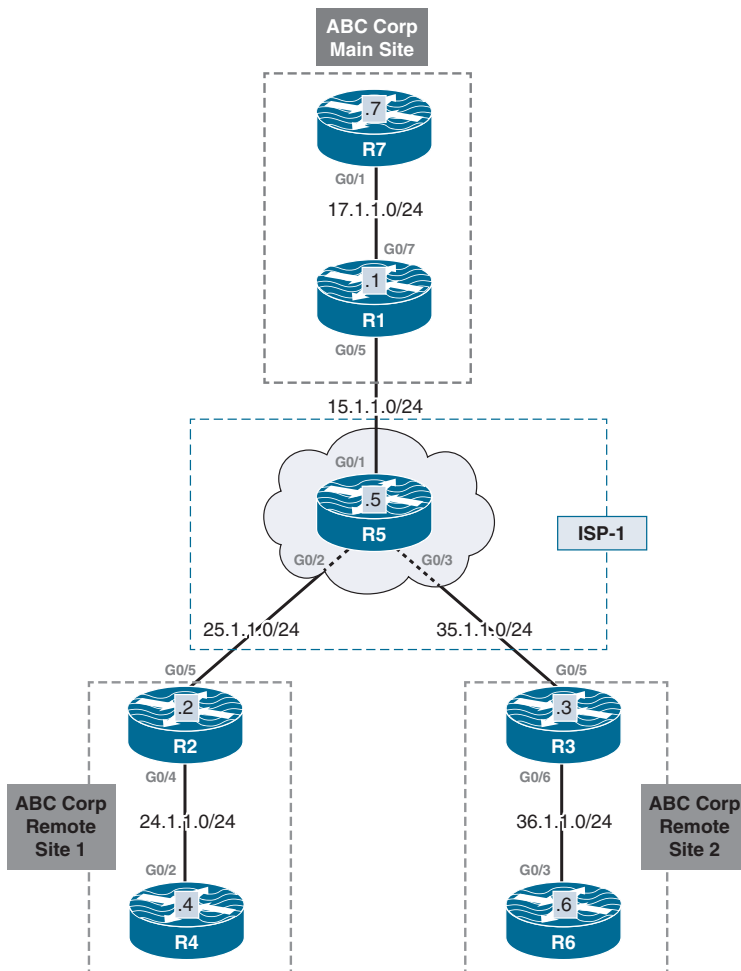 ABC Corp
Main Site
.7
R7
G0/1
17.1.1.0/24
G0/7
.1
R1
G0/5
15.1.1.0/24
G0/1
.5
R5
ISP-1
G0/2
G0/3
25.1.1.0/24
35.1.1.0/24
G0/5
G0/5
.2
R2
.3
R3
G0/4
G0/6
ABC Corp
Remote
Site 1
24.1.1.0/24
36.1.1.0/24
ABC Corp
Remote
Site 2
G0/2
G0/3
.4
R4
.6
R6